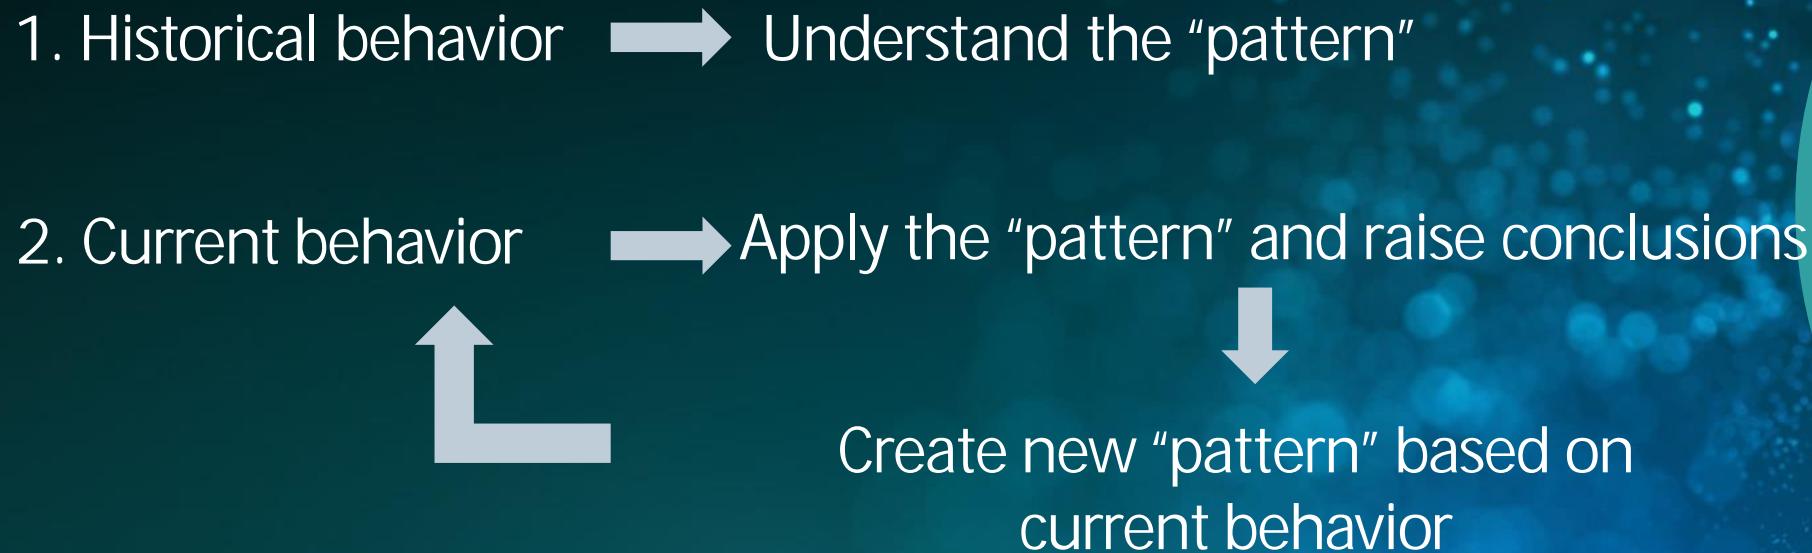 1. Historical behavior
Understand the “pattern”
2. Current behavior
Apply the “pattern” and raise conclusions
Create new “pattern” based on
current behavior